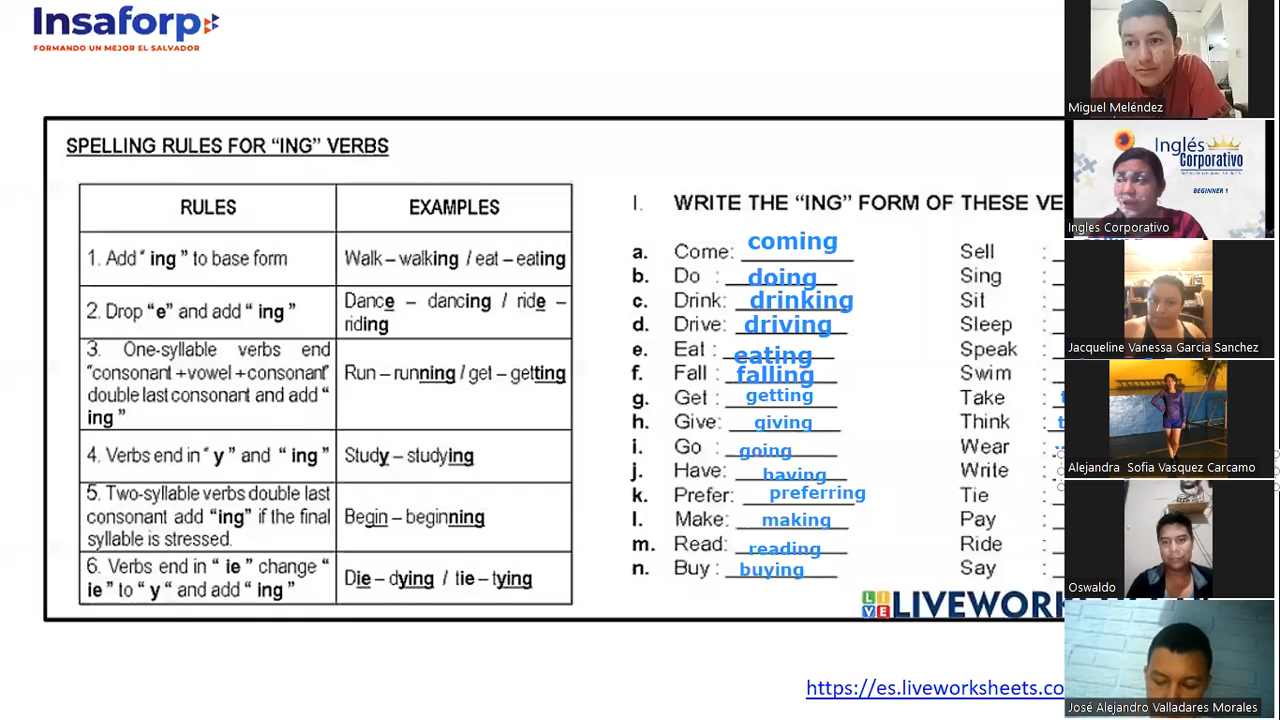 Insaforp
FORMANDO UN MEJOR EL SALVADOR
SPELLING RULES FOR “ING” VERBS
RULES
EXAMPLES
1. Add “ ing ” to base form
Walk – walking / eat – eating
2. Drop “e” and add “ ing ”
Dance – dancing / ride –
riding
3. One-syllable verbs end
“consonant +vowel +consonant”
double last consonant and add “
ing ”
Run – running / get – getting
4. Verbs end in “ y ” and “ ing ”
Study – studying
5. Two-syllable verbs double last
consonant add “ing” if the final
syllable is stressed.
Begin – beginning
6. Verbs end in “ ie ” change “
ie ” to “ y “ and add “ ing ”
Die – dying / tie – tying
I. WRITE THE “ING” FORM OF THESE VE
a. Come: coming
b. Do : doing
c. Drink: drinking
d. Drive: driving
e. Eat : eating
f. Fall : falling
g. Get : getting
h. Give: giving
i. Go : going
j. Have: having
k. Prefer: preferring
l. Make: making
m. Read: reading
n. Buy : buying
Sell :
Sing :
Sit :
Sleep :
Speak :
Swim :
Take :
Think :
Wear :
Write :
Tie :
Pay :
Ride :
Say :
LIVEWORK
https://es.liveworksheets.co
Miguel Meléndez
Inglés
Corporativo
BEGINNER 1
Ingles Corporativo
Jacqueline Vanessa García Sanchez
Alejandra Sofia Vasquez Carcamo
Oswaldo
José Alejandro Valladares Morales